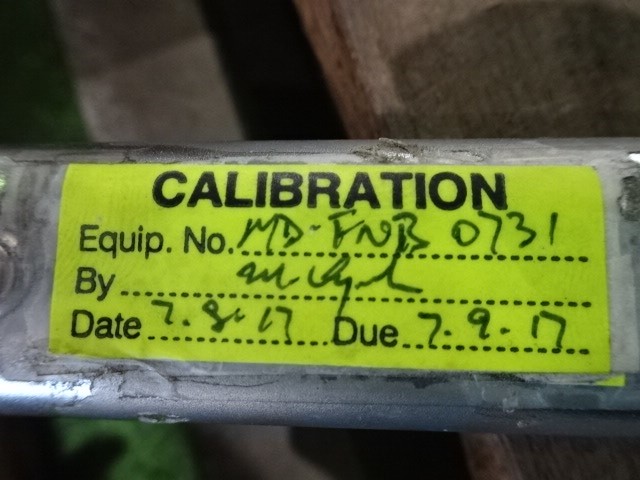 CALIBRATION
Equip. No. MD-FNB 0731
By
Date 7.8.17 Due 7.9.17